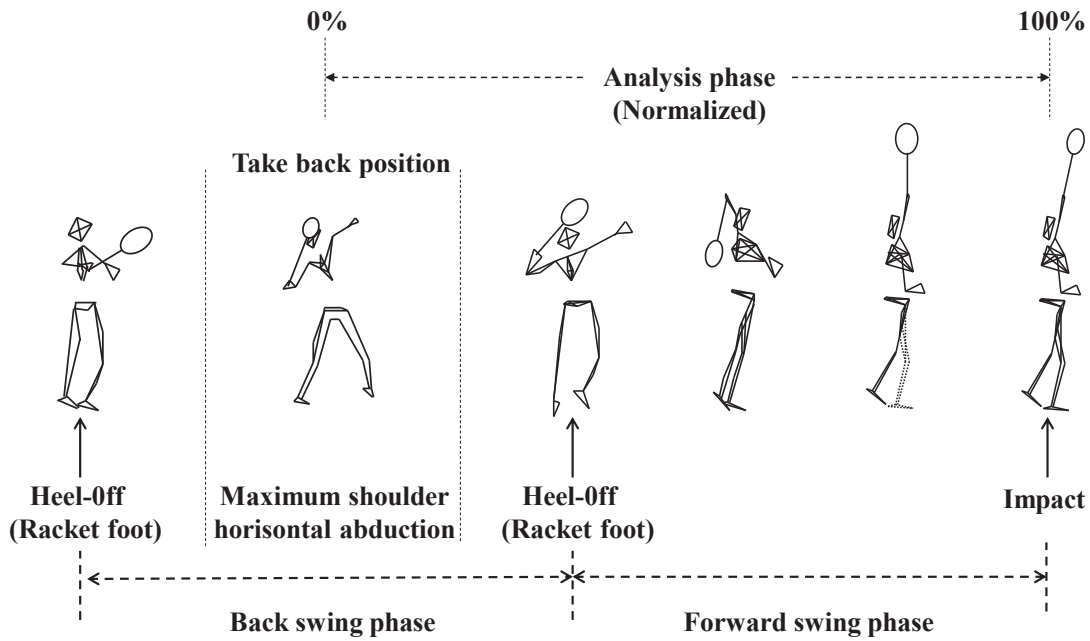 0%
100%
Analysis phase
(Normalized)
Take back position
Heel-0ff
(Racket foot)
Maximum shoulder
horisontal abduction
Heel-0ff
(Racket foot)
Impact
Back swing phase
Forward swing phase